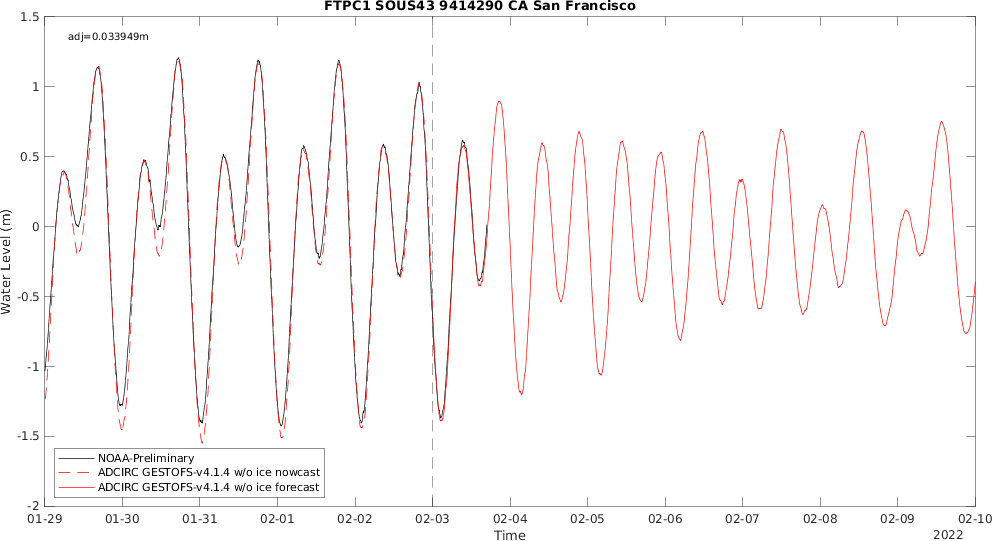 FTPC1 SOUS43 9414290 CA San Francisco
adj=0.033949m
1.5
1
0.5
0
-0.5
-1
-1.5
-2
Water Level (m)
NOAA-Preliminary
ADCIRC GESTOFS-v4.1.4 w/o ice nowcast
ADCIRC GESTOFS-v4.1.4 w/o ice forecast
01-29 01-30 01-31 02-01 02-02 02-03 02-04 02-05 02-06 02-07 02-08 02-09 02-10
Time
2022